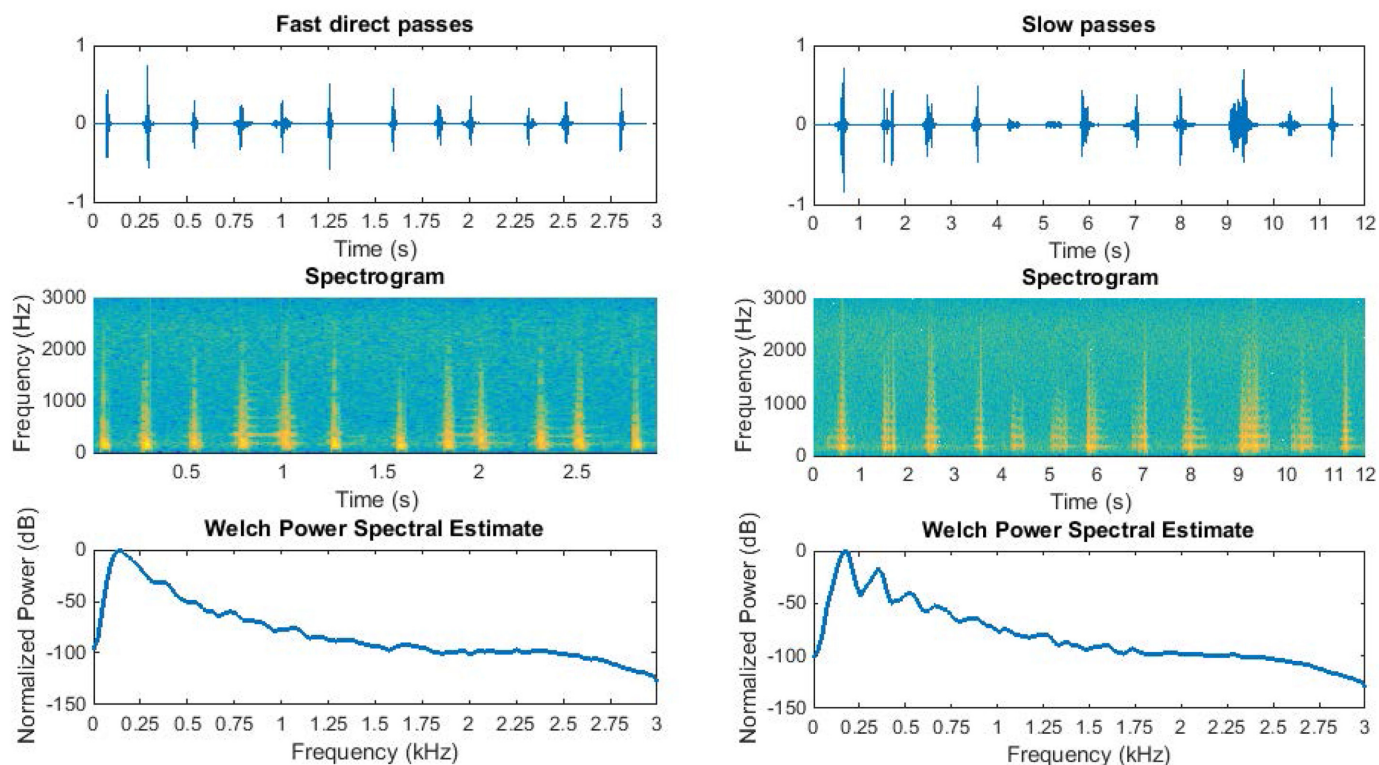 Fast direct passes
1
0
-1
0 0.25 0.5 0.75 1 1.25 1.5 1.75 2 2.25 2.5 2.75 3
Time (s)
Spectrogram
Frequency (Hz)
3000
2000
1000
0
0.5 1 1.5 2 2.5
Time (s)
Welch Power Spectral Estimate
Normalized Power (dB)
0
-50
-100
-150
0 0.25 0.5 0.75 1 1.25 1.5 1.75 2 2.25 2.5 2.75 3
Frequency (kHz)
Slow passes
1
0
-1
0 1 2 3 4 5 6 7 8 9 10 11 12
Time (s)
Spectrogram
Frequency (Hz)
3000
2000
1000
0
0 1 2 3 4 5 6 7 8 9 10 11 12
Time (s)
Welch Power Spectral Estimate
Normalized Power (dB)
0
-50
-100
-150
0 0.25 0.5 0.75 1 1.25 1.5 1.75 2 2.25 2.5 2.75 3
Frequency (kHz)